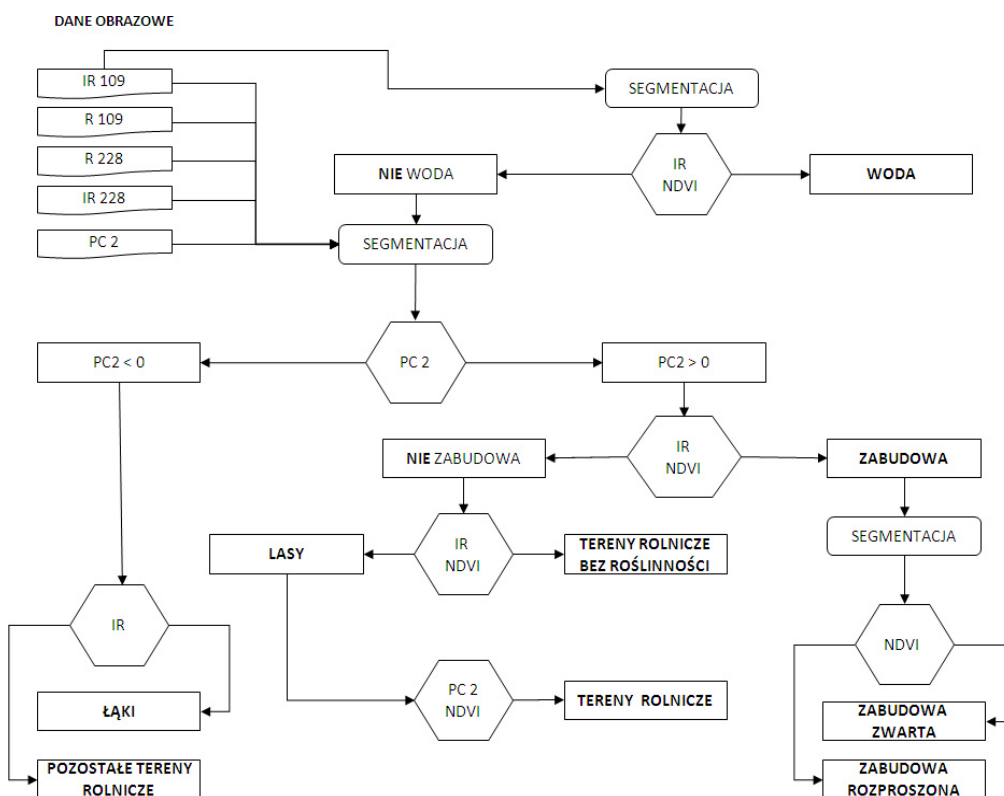 DANE OBRAZOWE
IR 109
R 109
R 228
IR 228
PC 2
SEGMENTACJA
IR
NDVI
NIE WODA
WODA
SEGMENTACJA
PC2 < 0
PC 2
PC2 > 0
IR
NDVI
NIE ZABUDOWA
ZABUDOWA
SEGMENTACJA
LASY
IR
NDVI
TERENY ROLNICZE
BEZ ROŚLINNOŚCI
IR
NDVI
ŁĄKI
PC 2
NDVI
TERENY ROLNICZE
ZABUDOWA
ZWARTA
POZOSTAŁE TERENY
ROLNICZE
ZABUDOWA
ROZPROSZONA